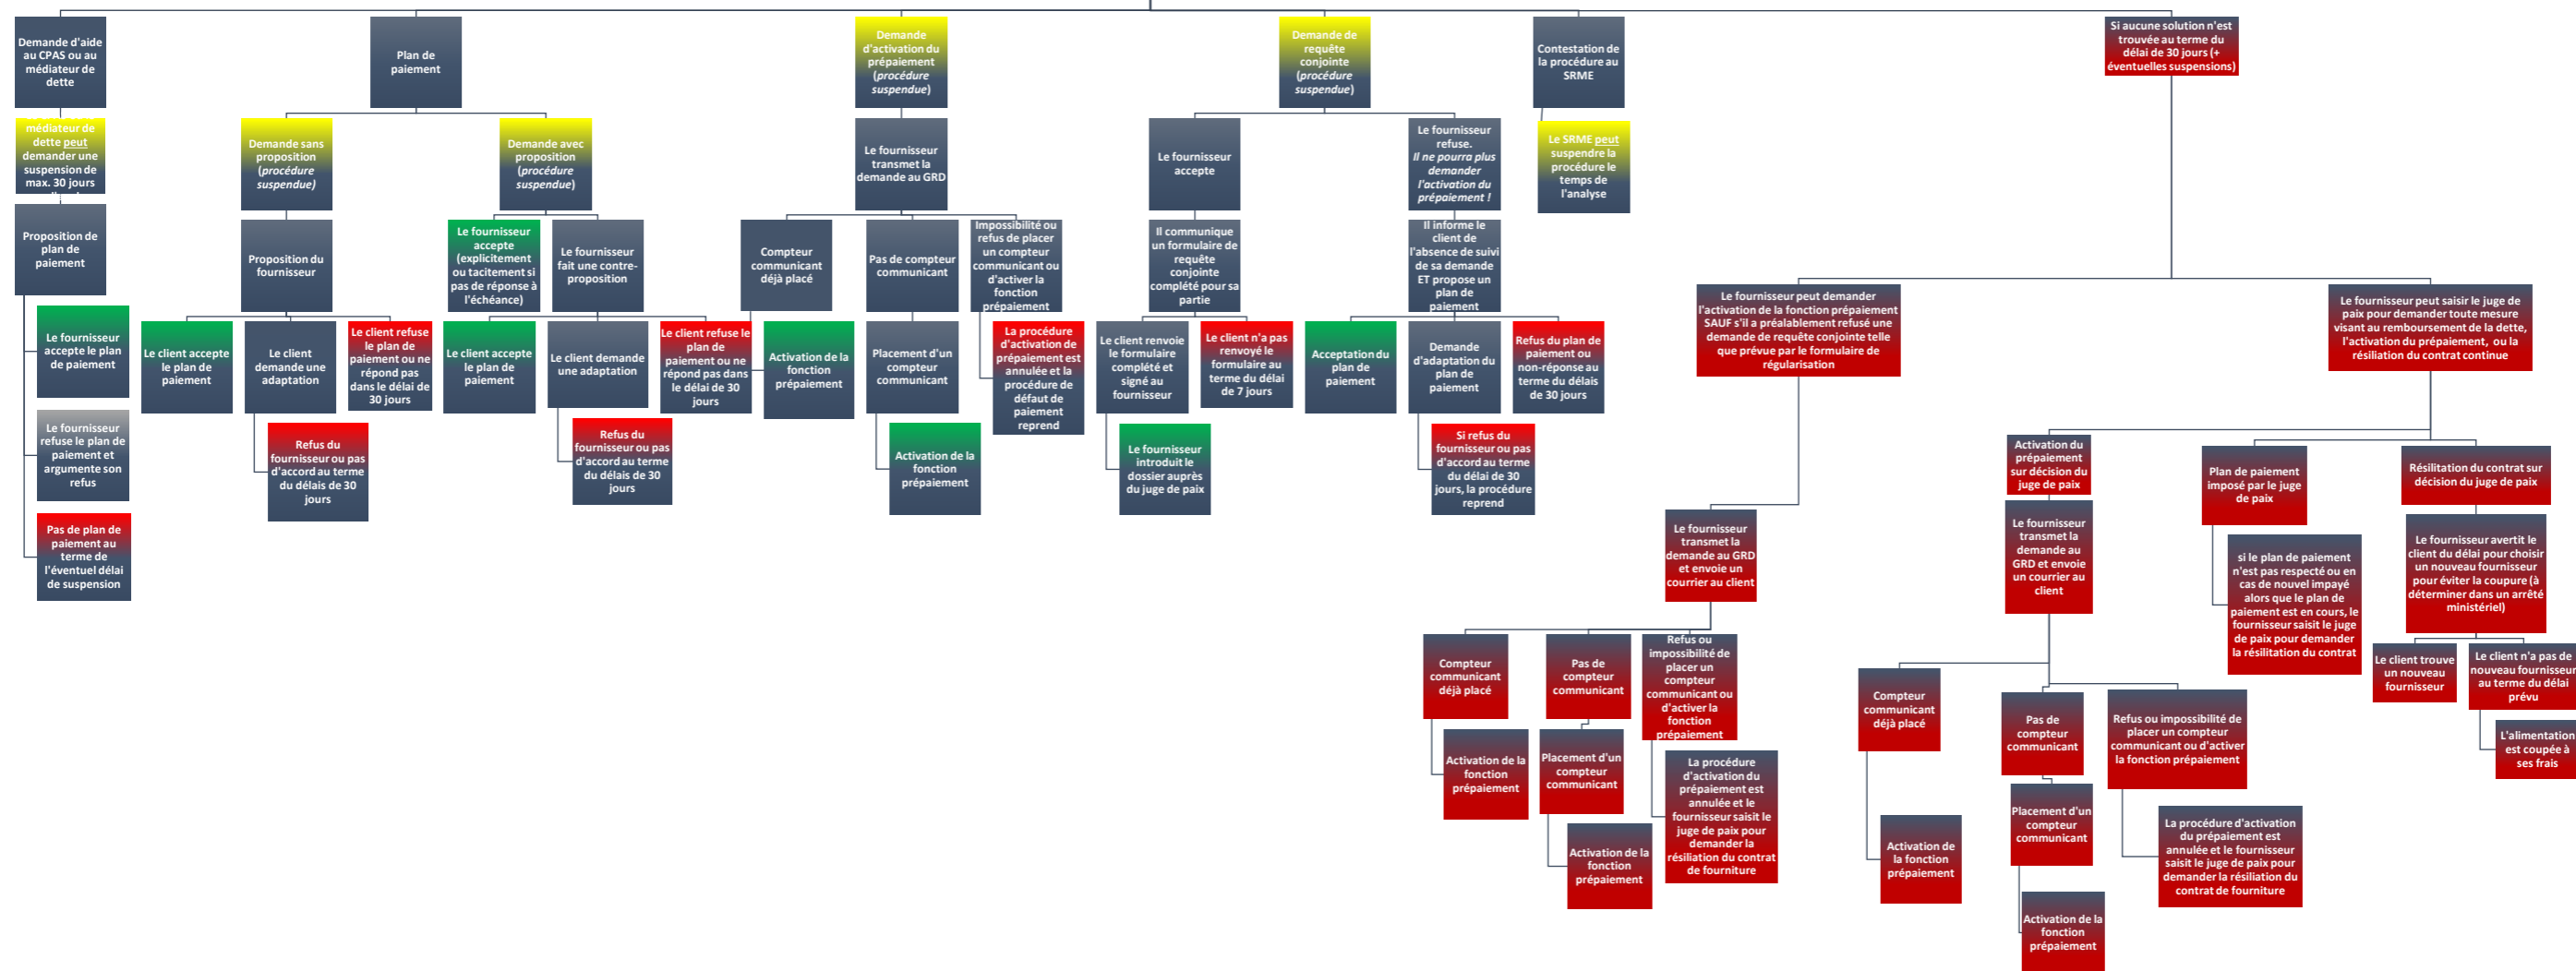 Demande d'aide
au CPAS ou au
médiateur de
dette
médiateur de
dette peut
demander une
suspension de
max. 30 jours
Proposition de
plan de
paiement
Le fournisseur
accepte le plan
de paiement
Le fournisseur
refuse le plan de
paiement et
argumente son
refus
Pas de plan de
paiement au
terme de
l'éventuel délai
de suspension
Plan de
paiement
Demande sans
proposition
(procédure
suspendue)
Proposition du
fournisseur
Le client accepte
le plan de
paiement
Le client
demande une
adaptation
Refus du
fournisseur ou pas
d'accord au terme
du délais de 30
jours
Le client refuse
le plan de
paiement ou ne
répond pas
dans le délai de
30 jours
Demande avec
proposition
(procédure
suspendue)
Le fournisseur
accepte
(explicitement
ou tacitement si
pas de réponse à
l'échéance)
Le fournisseur
fait une contre-
proposition
Le client accepte
le plan de
paiement
Le client demande
une adaptation
Refus du
fournisseur ou pas
d'accord au terme
du délais de 30
jours
Le client refuse le
plan de
paiement ou ne
répond pas dans
le délai de 30
jours
Demande
d'activation du
prépaiement
(procédure
suspendue)
Le fournisseur
transmet la
demande au GRD
Compteur
communicant
déjà placé
Activation de la
fonction
prépaiement
Pas de compteur
communicant
Placement d'un
compteur
communicant
Activation de la
fonction
prépaiement
Impossibilité ou
refus de placer
un compteur
communicant ou
d'activer la
fonction
prépaiement
La procédure
d'activation de
prépaiement est
annulée et la
procédure de
défaut de
paiement
reprend
Demande de
requête
conjointe
(procédure
suspendue)
Le fournisseur
accepte
Il communique
un formulaire de
requête
conjointe
complété pour sa
partie
Le client renvoie
le formulaire
complété et
signé au
fournisseur
Le fournisseur
introduit le
dossier auprès
du juge de paix
Le client n'a pas
renvoyé le
formulaire au
terme du délai
de 7 jours
Le fournisseur
refuse.
Il ne pourra plus
demander
l'activation du
prépaiement !
Il informe le
client de
l'absence de suivi
de sa demande
ET propose un
plan de
paiement
Acceptation du
plan de
paiement
Demande
d'adaptation du
plan de
paiement
Si refus du
fournisseur ou pas
d'accord au terme
du délai de 30
jours, la procédure
reprend
Refus du plan de
paiement ou
non-réponse au
terme du délais
de 30 jours
Contestation de
la procédure au
SRME
Le SRME peut
suspendre la
procédure le
temps de
l'analyse
Si aucune solution n'est
trouvée au terme du
délai de 30 jours (+
éventuelles suspensions)
Le fournisseur peut demander
l'activation de la fonction prépaiement
SAUF s'il a préalablement refusé une
demande de requête conjointe telle
que prévue par le formulaire de
régularisation
Le fournisseur
transmet la
demande au GRD
et envoie un
courrier au client
Compteur
communicant
déjà placé
Activation de la
fonction
prépaiement
Pas de
compteur
communicant
Placement d'un
compteur
communicant
Activation de la
fonction
prépaiement
Refus ou
impossibilité de
placer un
compteur
communicant ou
d'activer la
fonction
prépaiement
La procédure
d'activation du
prépaiement est
annulée et le
fournisseur saisit le
juge de paix pour
demander la
résiliation du contrat
de fourniture
Le fournisseur peut saisir le juge de
paix pour demander toute mesure
visant au remboursement de la dette,
l'activation du prépaiement, ou la
résiliation du contrat continue
Activation du
prépaiement
sur décision du
juge de paix
Le fournisseur
transmet la
demande au
GRD et envoie
un courrier au
client
Compteur
communicant
déjà placé
Activation de
la fonction
prépaiement
Pas de
compteur
communicant
Placement d'un
compteur
communicant
Activation de la
fonction
prépaiement
Refus ou impossibilité de
placer un compteur
communicant ou d'activer
la fonction prépaiement
La procédure d'activation
du prépaiement est
annulée et le fournisseur
saisit le juge de paix pour
demander la résiliation du
contrat de fourniture
Plan de paiement
imposé par le juge
de paix
si le plan de paiement
n'est pas respecté ou en
cas de nouvel impayé
alors que le plan de
paiement est en cours, le
fournisseur saisit le juge
de paix pour demander
la résilitation du contrat
Résilitation du contrat sur
décision du juge de paix
Le fournisseur avertit le
client du délai pour choisir
un nouveau fournisseur
pour éviter la coupure (à
déterminer dans un arrêté
ministériel)
Le client trouve
un nouveau
fournisseur
Le client n'a pas de
nouveau fournisseur
au terme du délai
prévu
L'alimentation
est coupée à
ses frais